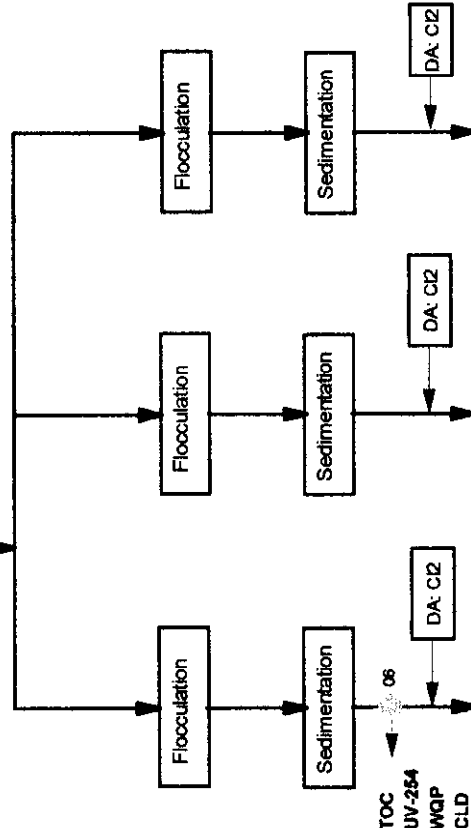 Flocculation
Flocculation
Flocculation
Sedimentation
Sedimentation
Sedimentation
DA: Cl2
DA: Cl2
DA: Cl2
06
TOC
UV-254
WQP
CLD